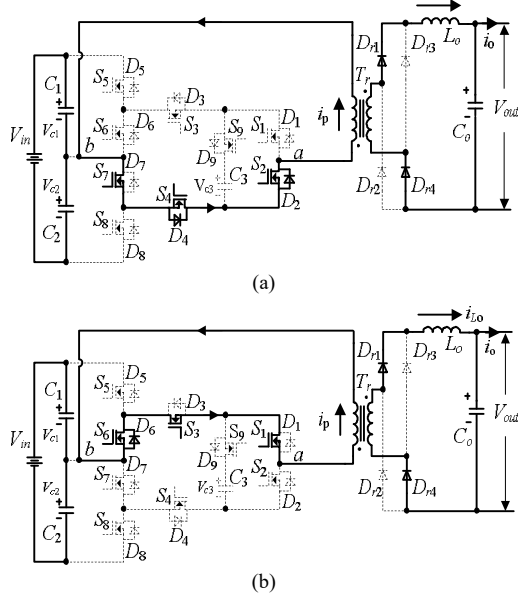 D5
S5
C1
+
-
Vc1
Vin
b
S6
D6
D3
S3
S9
D9
S1
D1
a
S7
D7
S4
D4
Vc3
C3
S2
D2
Vc2
+
C2
-
S8
D8
ip
Tr
Dr1
Dr3
Dr2
Dr4
Lo
io
+
Co
-
Vout
(a)
D5
S5
C1
+
-
Vc1
Vin
b
S6
D6
D3
S3
S9
D9
S1
D1
a
S7
D7
S4
D4
Vc3
C3
S2
D2
Vc2
+
C2
-
S8
D8
ip
Tr
Dr1
Dr3
Dr2
Dr4
iLo
Lo
io
+
Co
-
Vout
(b)